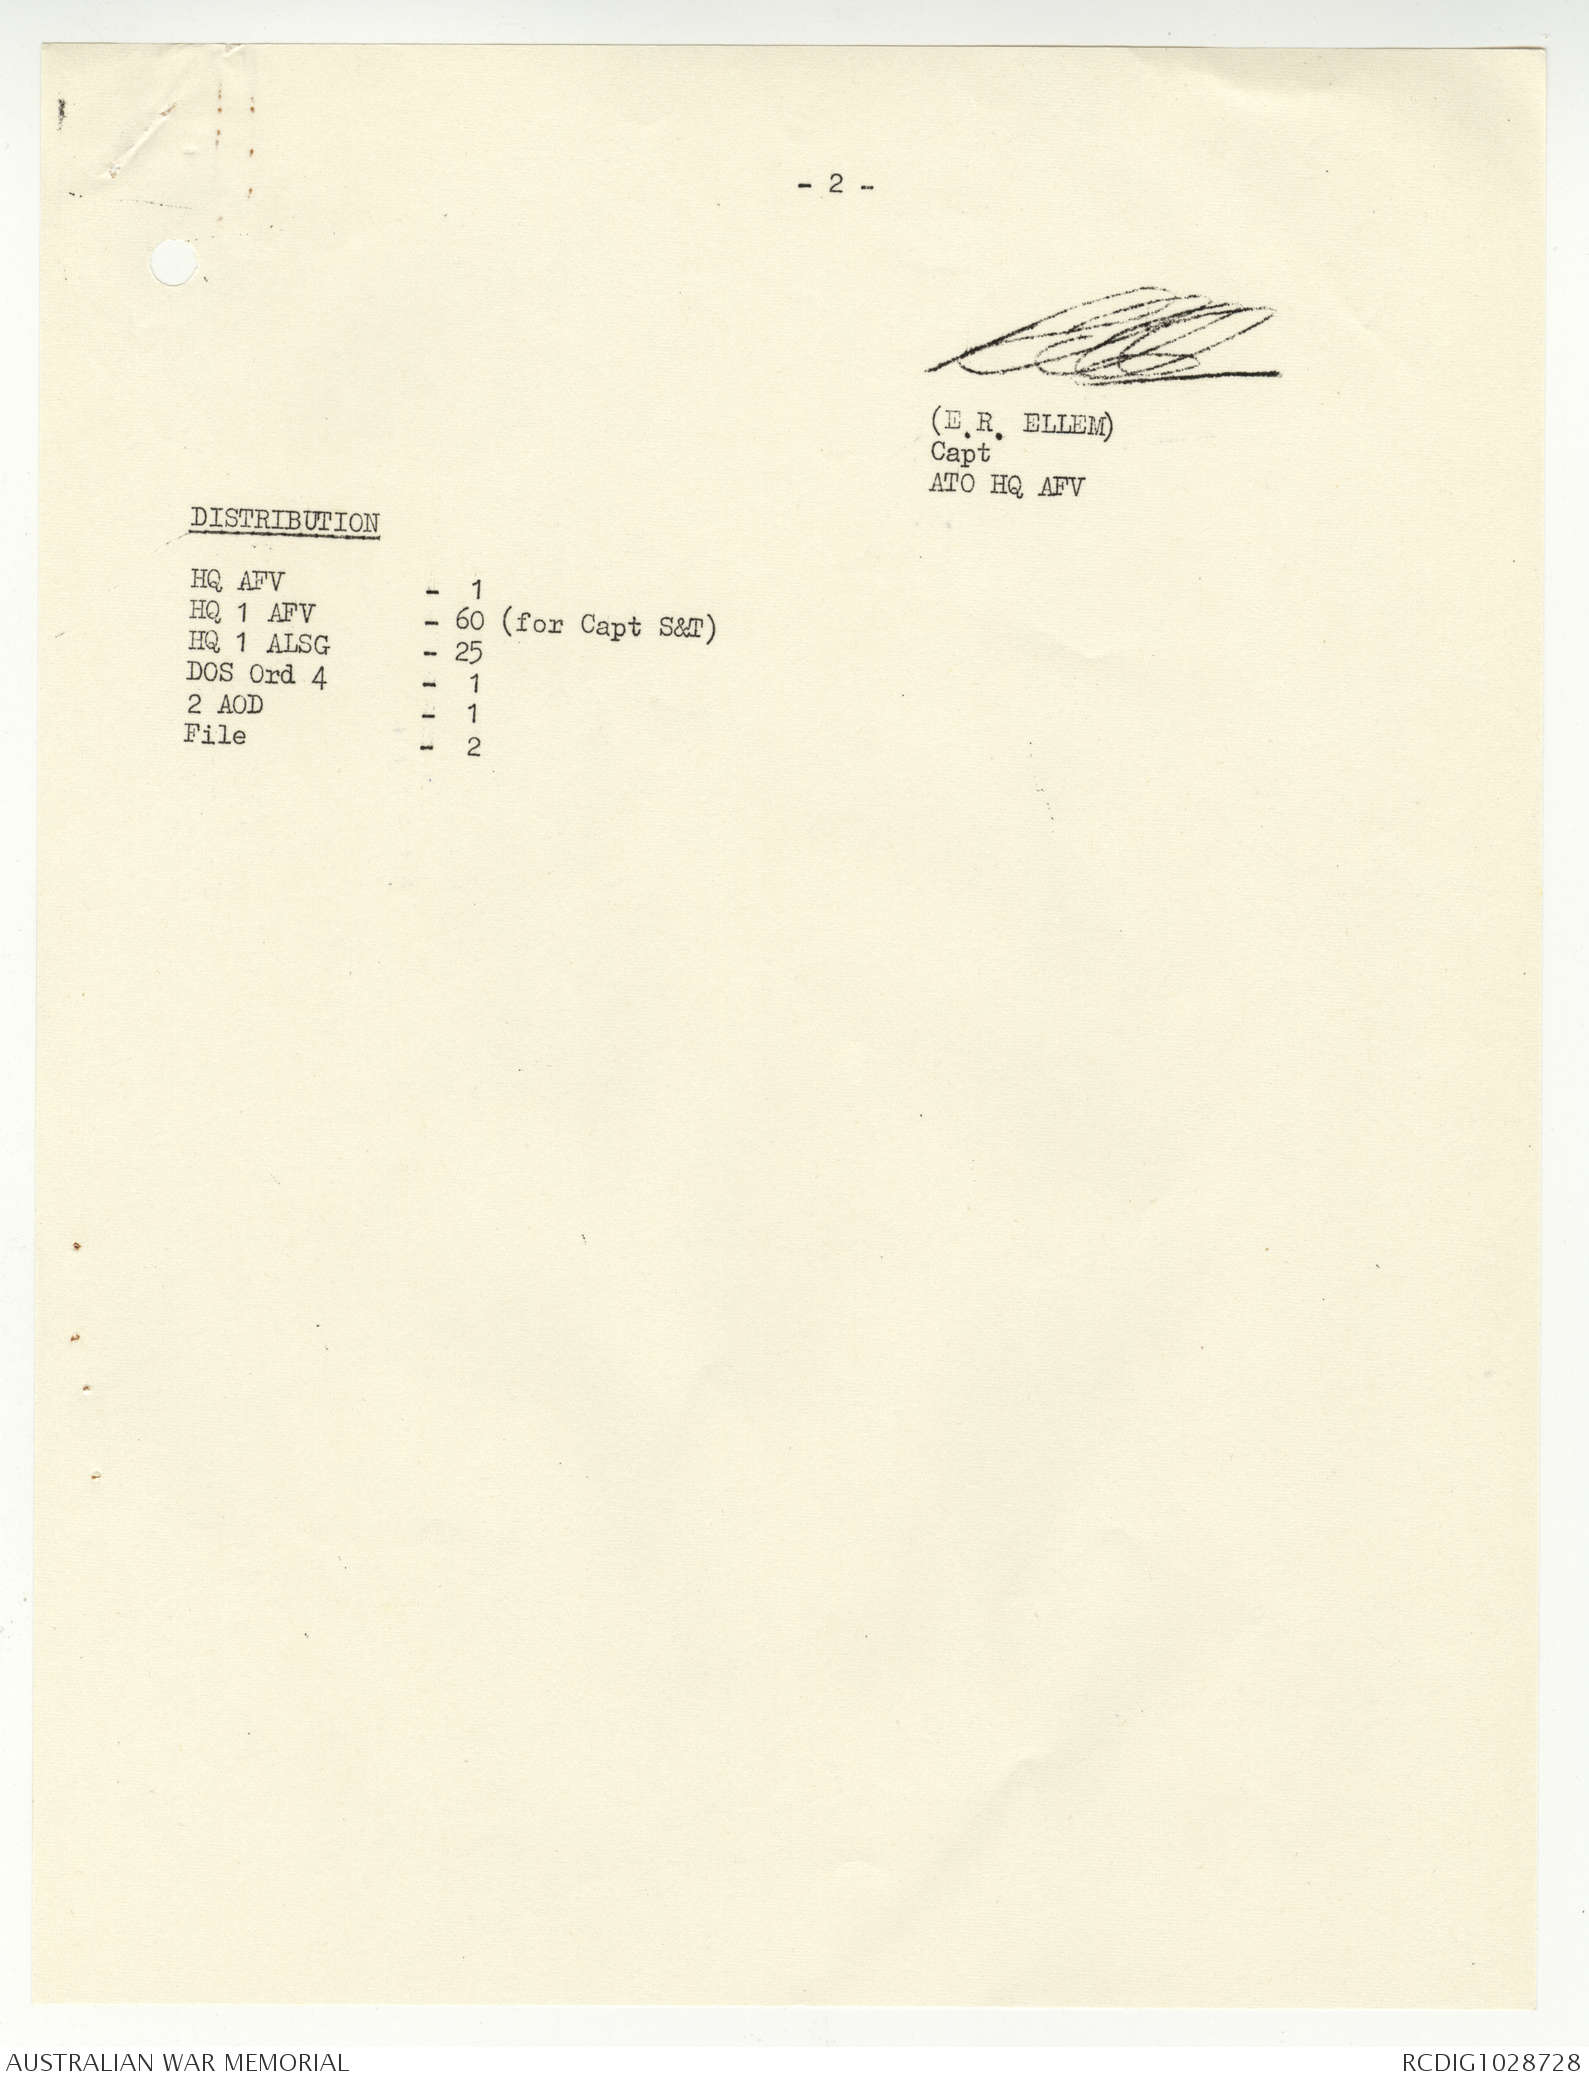 - 2 -
(E.R. ELLEM)
Capt
ATO HQ AFV
DISTRIBUTION
HQ AFV - 1
HQ 1 AFV - 60 (for Capt S&T)
HQ 1 ALSG - 25
DOS Ord 4 - 1
2 AOD - 1
File - 2
AUSTRALIAN WAR MEMORIAL
RCDIG1028728